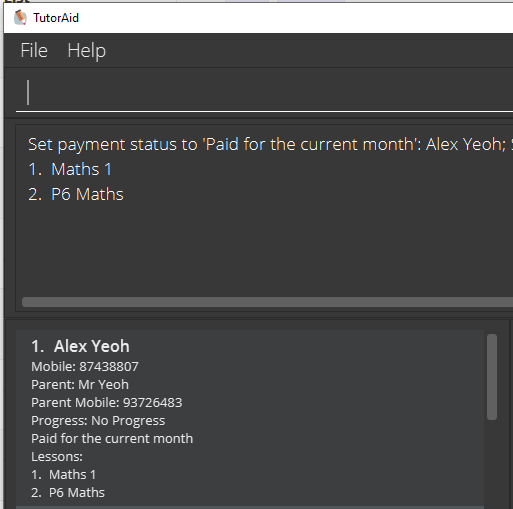 TutorAid
File Help
Set payment status to 'Paid for the current month': Alex Yeoh;
1. Maths 1
2. P6 Maths
1. Alex Yeoh
Mobile: 87438807
Parent: Mr Yeoh
Parent Mobile: 93726483
Progress: No Progress
Paid for the current month
Lessons:
1. Maths 1
2. P6 Maths